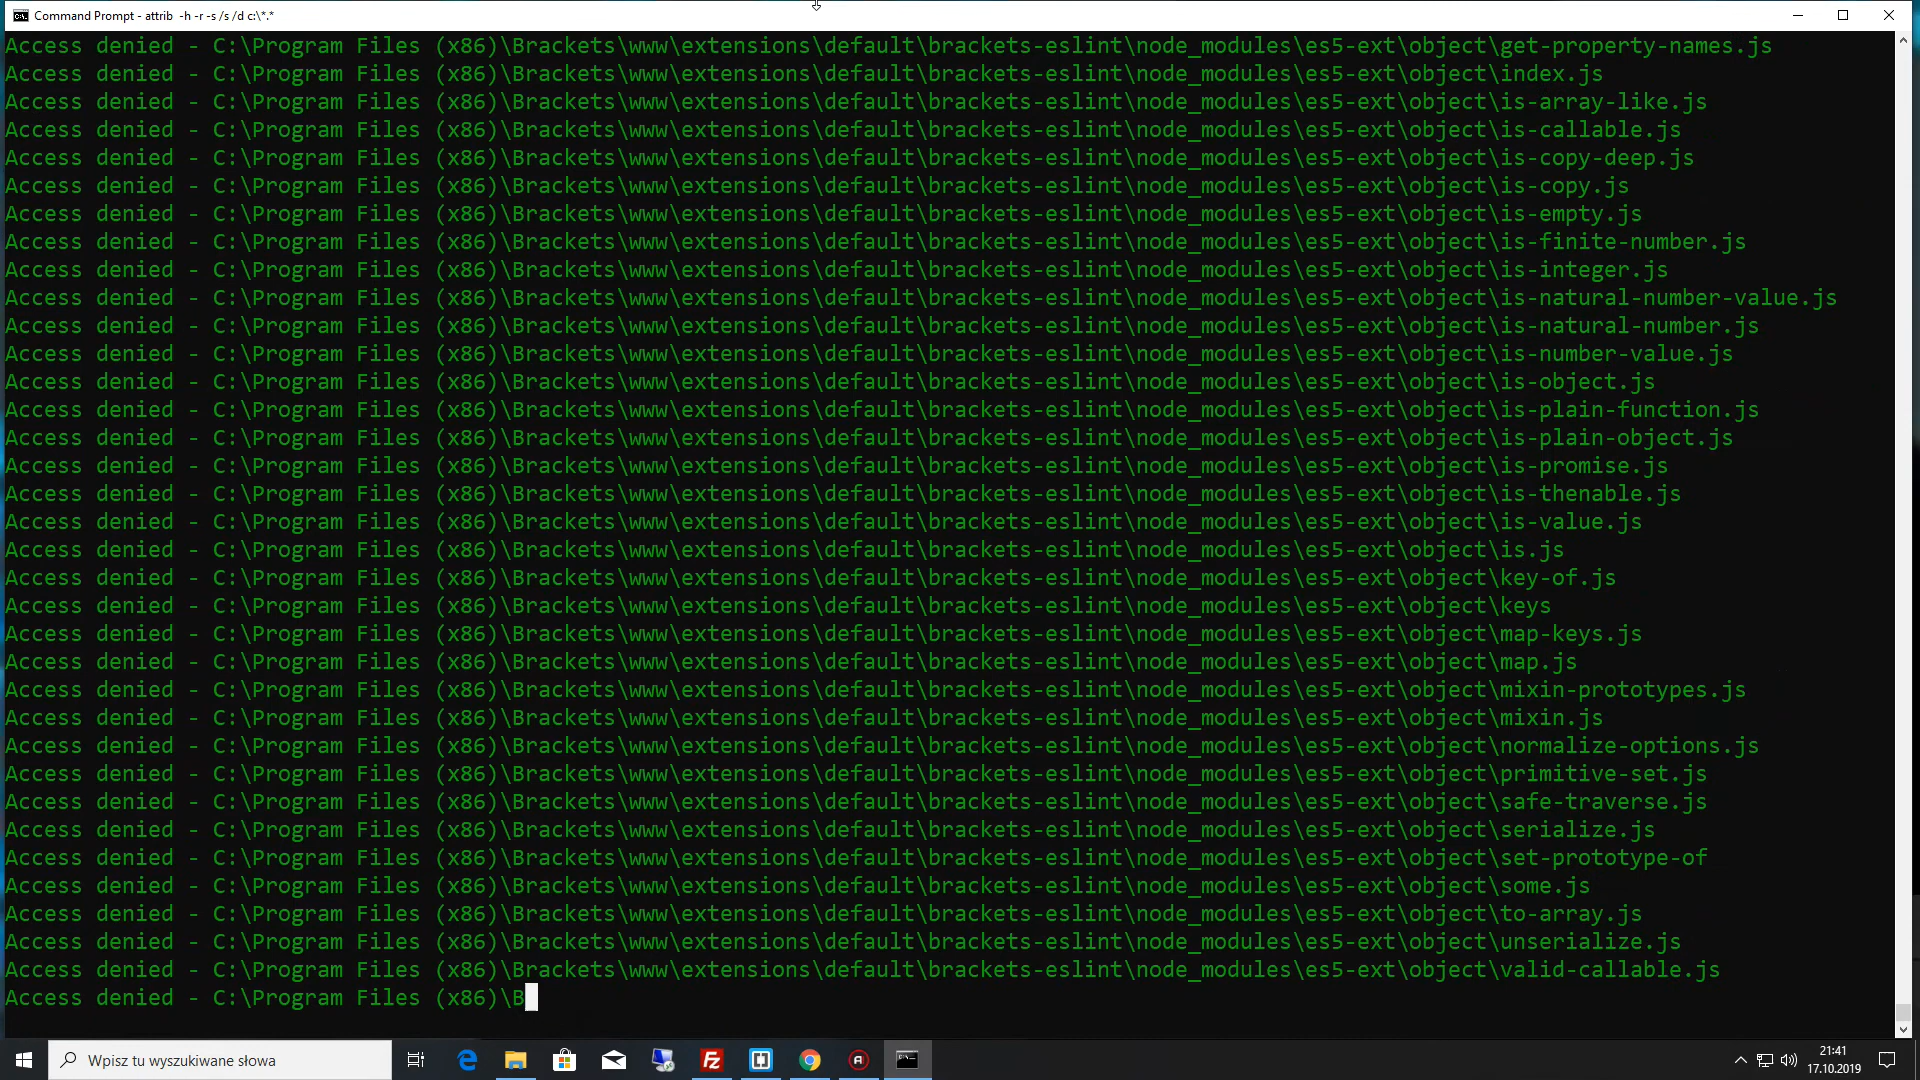 Command Prompt - attrib  -h -r -s /s /d c:\*.*
Access denied - C:\Program Files (x86)\Brackets\www\extensions\default\brackets-eslint\node_modules\es5-ext\object\get-property-names.js
Access denied - C:\Program Files (x86)\Brackets\www\extensions\default\brackets-eslint\node_modules\es5-ext\object\index.js
Access denied - C:\Program Files (x86)\Brackets\www\extensions\default\brackets-eslint\node_modules\es5-ext\object\is-array-like.js
Access denied - C:\Program Files (x86)\Brackets\www\extensions\default\brackets-eslint\node_modules\es5-ext\object\is-callable.js
Access denied - C:\Program Files (x86)\Brackets\www\extensions\default\brackets-eslint\node_modules\es5-ext\object\is-copy-deep.js
Access denied - C:\Program Files (x86)\Brackets\www\extensions\default\brackets-eslint\node_modules\es5-ext\object\is-copy.js
Access denied - C:\Program Files (x86)\Brackets\www\extensions\default\brackets-eslint\node_modules\es5-ext\object\is-empty.js
Access denied - C:\Program Files (x86)\Brackets\www\extensions\default\brackets-eslint\node_modules\es5-ext\object\is-finite-number.js
Access denied - C:\Program Files (x86)\Brackets\www\extensions\default\brackets-eslint\node_modules\es5-ext\object\is-integer.js
Access denied - C:\Program Files (x86)\Brackets\www\extensions\default\brackets-eslint\node_modules\es5-ext\object\is-natural-number-value.js
Access denied - C:\Program Files (x86)\Brackets\www\extensions\default\brackets-eslint\node_modules\es5-ext\object\is-natural-number.js
Access denied - C:\Program Files (x86)\Brackets\www\extensions\default\brackets-eslint\node_modules\es5-ext\object\is-number-value.js
Access denied - C:\Program Files (x86)\Brackets\www\extensions\default\brackets-eslint\node_modules\es5-ext\object\is-object.js
Access denied - C:\Program Files (x86)\Brackets\www\extensions\default\brackets-eslint\node_modules\es5-ext\object\is-plain-function.js
Access denied - C:\Program Files (x86)\Brackets\www\extensions\default\brackets-eslint\node_modules\es5-ext\object\is-plain-object.js
Access denied - C:\Program Files (x86)\Brackets\www\extensions\default\brackets-eslint\node_modules\es5-ext\object\is-promise.js
Access denied - C:\Program Files (x86)\Brackets\www\extensions\default\brackets-eslint\node_modules\es5-ext\object\is-thenable.js
Access denied - C:\Program Files (x86)\Brackets\www\extensions\default\brackets-eslint\node_modules\es5-ext\object\is-value.js
Access denied - C:\Program Files (x86)\Brackets\www\extensions\default\brackets-eslint\node_modules\es5-ext\object\is.js
Access denied - C:\Program Files (x86)\Brackets\www\extensions\default\brackets-eslint\node_modules\es5-ext\object\key-of.js
Access denied - C:\Program Files (x86)\Brackets\www\extensions\default\brackets-eslint\node_modules\es5-ext\object\keys
Access denied - C:\Program Files (x86)\Brackets\www\extensions\default\brackets-eslint\node_modules\es5-ext\object\map-keys.js
Access denied - C:\Program Files (x86)\Brackets\www\extensions\default\brackets-eslint\node_modules\es5-ext\object\map.js
Access denied - C:\Program Files (x86)\Brackets\www\extensions\default\brackets-eslint\node_modules\es5-ext\object\mixin-prototypes.js
Access denied - C:\Program Files (x86)\Brackets\www\extensions\default\brackets-eslint\node_modules\es5-ext\object\mixin.js
Access denied - C:\Program Files (x86)\Brackets\www\extensions\default\brackets-eslint\node_modules\es5-ext\object\normalize-options.js
Access denied - C:\Program Files (x86)\Brackets\www\extensions\default\brackets-eslint\node_modules\es5-ext\object\primitive-set.js
Access denied - C:\Program Files (x86)\Brackets\www\extensions\default\brackets-eslint\node_modules\es5-ext\object\safe-traverse.js
Access denied - C:\Program Files (x86)\Brackets\www\extensions\default\brackets-eslint\node_modules\es5-ext\object\serialize.js
Access denied - C:\Program Files (x86)\Brackets\www\extensions\default\brackets-eslint\node_modules\es5-ext\object\set-prototype-of
Access denied - C:\Program Files (x86)\Brackets\www\extensions\default\brackets-eslint\node_modules\es5-ext\object\some.js
Access denied - C:\Program Files (x86)\Brackets\www\extensions\default\brackets-eslint\node_modules\es5-ext\object\to-array.js
Access denied - C:\Program Files (x86)\Brackets\www\extensions\default\brackets-eslint\node_modules\es5-ext\object\unserialize.js
Access denied - C:\Program Files (x86)\Brackets\www\extensions\default\brackets-eslint\node_modules\es5-ext\object\valid-callable.js
Access denied - C:\Program Files (x86)\B
Wpisz tu wyszukiwane słowa
21:41
17.10.2019